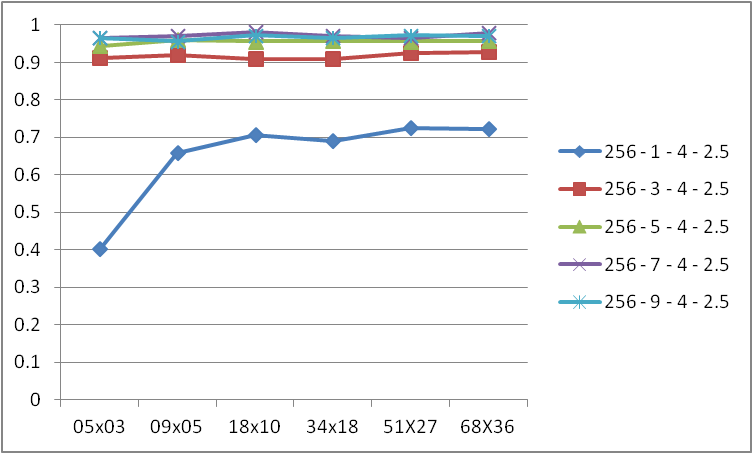 1
0.9
0.8
0.7
0.6
0.5
0.4
0.3
0.2
0.1
0
05x03 09x05 18x10 34x18 51X27 68X36
256 - 1 - 4 - 2.5
256 - 3 - 4 - 2.5
256 - 5 - 4 - 2.5
256 - 7 - 4 - 2.5
256 - 9 - 4 - 2.5